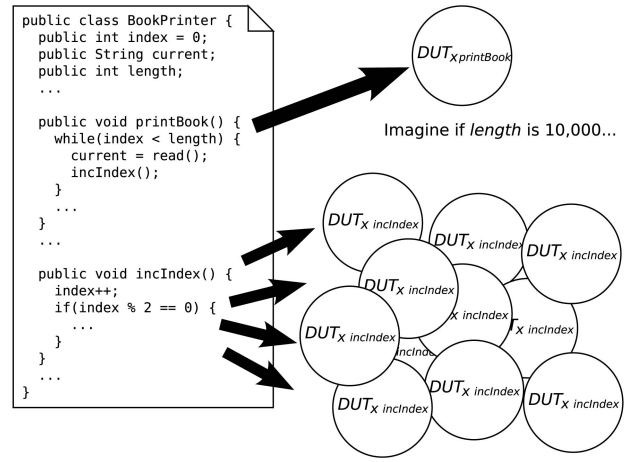 public class BookPrinter {
public int index = 0;
public String current;
public int length;
...
public void printBook() {
while(index < length) {
current = read();
incIndex();
}
...
}
...
public void incIndex() {
index++;
if(index % 2 == 0) {
...
}
}
...
}
DUTx printBook
Imagine if length is 10,000...
DUTx incIndex
DUTx incIndex
DUTx incIndex
DUTx incIndex
x incIndex
x incIndex
DUTx incIndex
DUTx incIndex
DUTx incIndex
DUTx incIndex